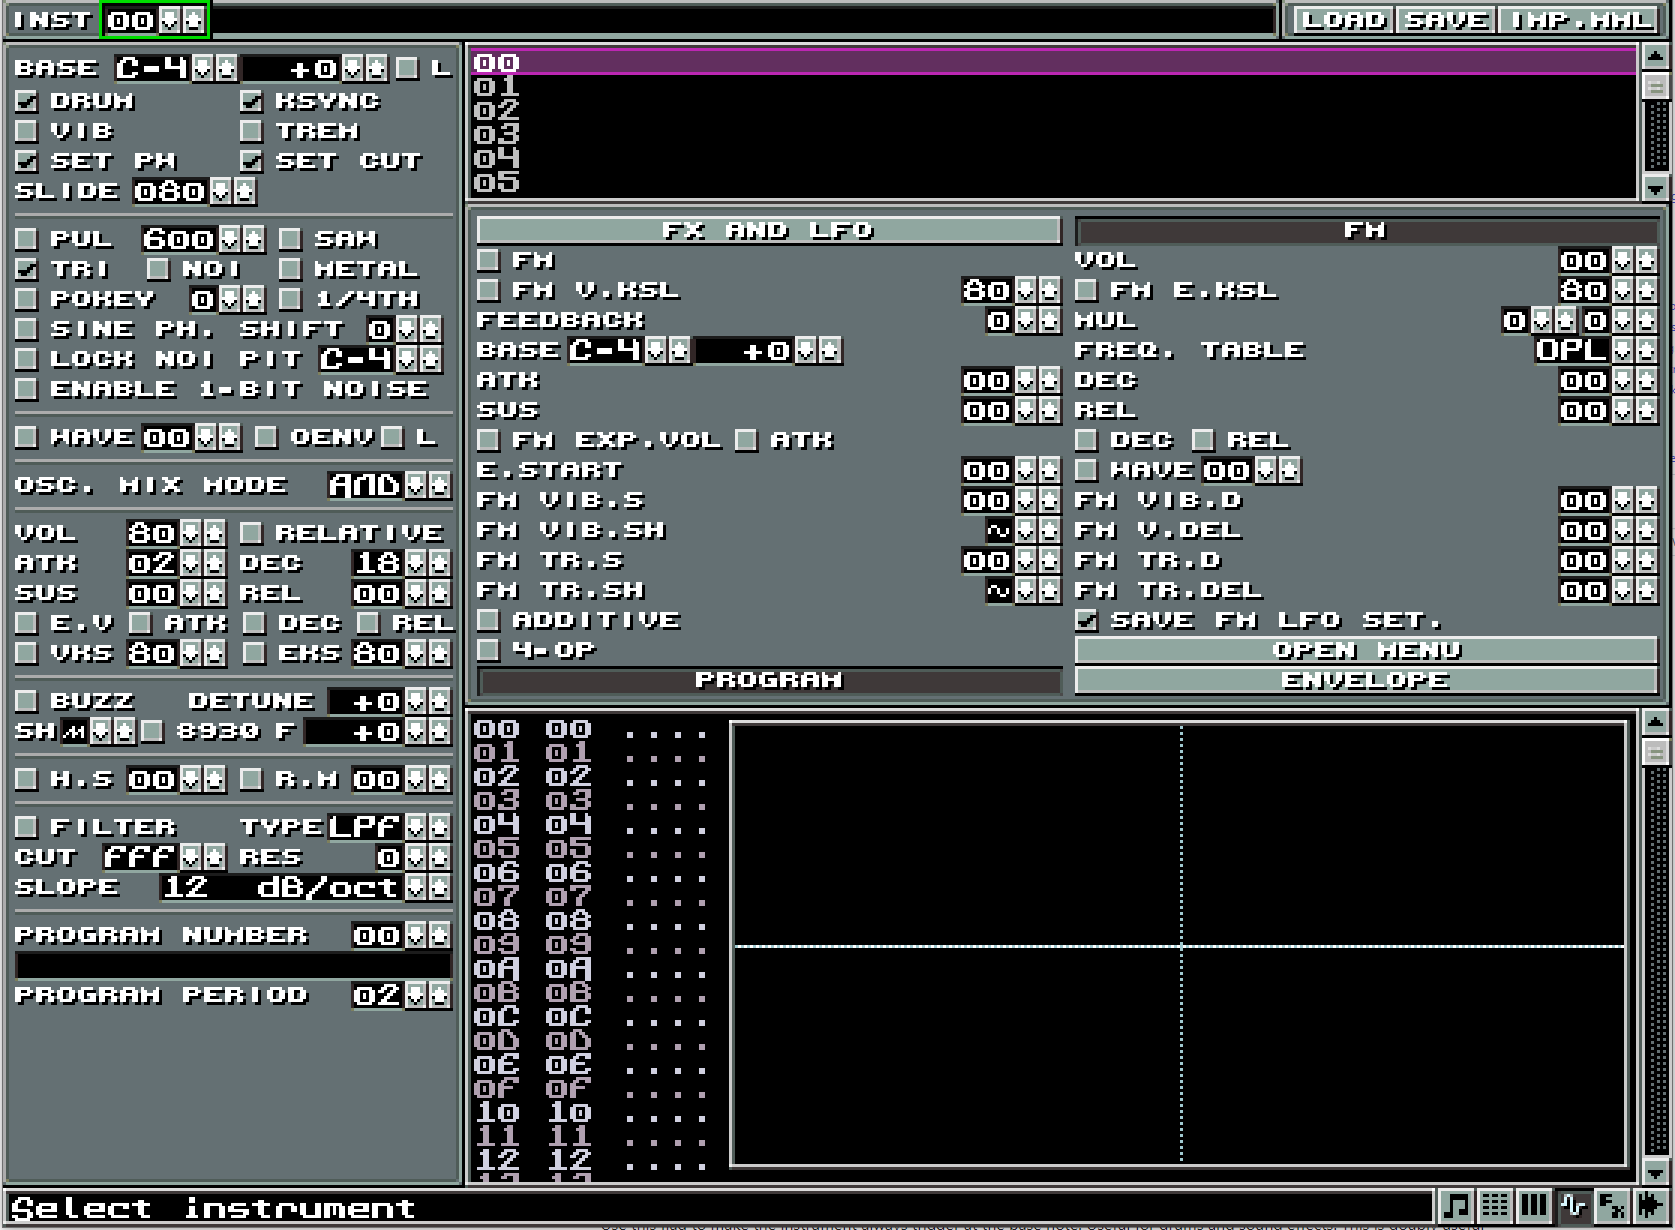 INST 00 LOAD SAVE IMP.MML
BASE C-4 +0 L
DRUM KSYNC
VIB TREM
SET PW SET CUT
SLIDE 080
PUL 600 SAW
TRI NOI METAL
POKEY 0 1/4TH
SINE PH. SHIFT 0
LOCK NOI PIT C-4
ENABLE 1-BIT NOISE
WAVE 00 OENV L
OSC. MIX MODE AND
VOL 80 RELATIVE
ATK 02 DEC 18
SUS 00 REL 00
E.V ATK DEC REL
VKS 80 EKS 80
BUZZ DETUNE +0
SH 8930 F +0
H.S 00 R.M 00
FILTER TYPE LPF
CUT FFF RES 0
SLOPE 12 dB/oct
PROGRAM NUMBER 00
PROGRAM PERIOD 02
00
01
02
03
04
05
FX AND LFO FM
FM VOL 00
FM V.KSL 80 FM E.KSL 80
FEEDBACK 0 MUL 0 0
BASE C-4 +0 FREQ. TABLE OPL
ATK 00 DEC 00
SUS 00 REL 00
FM EXP.VOL ATK DEC REL
E.START 00 WAVE 00
FM VIB.S 00 FM VIB.D 00
FM VIB.SH ~ FM V.DEL 00
FM TR.S 00 FM TR.D 00
FM TR.SH ~ FM TR.DEL 00
ADDITIVE SAVE FM LFO SET.
4-OP OPEN MENU
PROGRAM ENVELOPE
00 00 ....
01 01 ....
02 02 ....
03 03 ....
04 04 ....
05 05 ....
06 06 ....
07 07 ....
08 08 ....
09 09 ....
0A 0A ....
0B 0B ....
0C 0C ....
0D 0D ....
0E 0E ....
0F 0F ....
10 10 ....
11 11 ....
12 12 ....
Select instrument